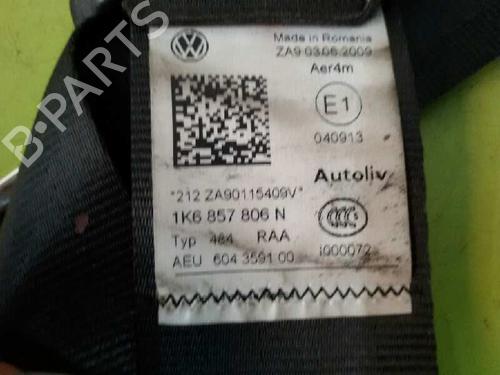 Made in Romania
ZA9 03.06.2009
Aer4m
E1
040913
Autoliv
*212 ZA90115409V*
1K6 857 806 N
Typ 484 RAA
i000072
AEU 604 3591 00
B-PARTS